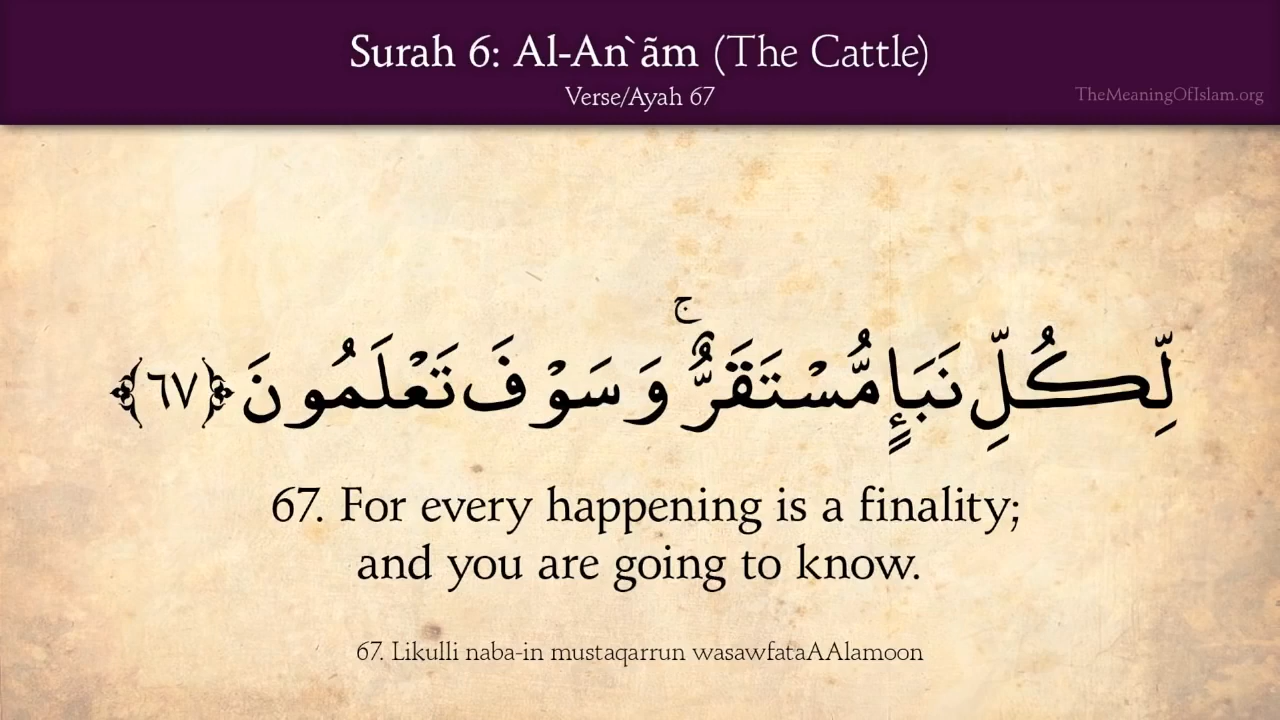 Surah 6: Al-An`ãm (The Cattle)
Verse/Ayah 67
TheMeaningOfIslam.org
لِّكُلِّ نَبَإٍ مُّسْتَقَرٌّ ۚ وَسَوْفَ تَعْلَمُونَ ﴿٦٧﴾
67. For every happening is a finality;
and you are going to know.
67. Likulli naba-in mustaqarrun wasawfataAAlamoon